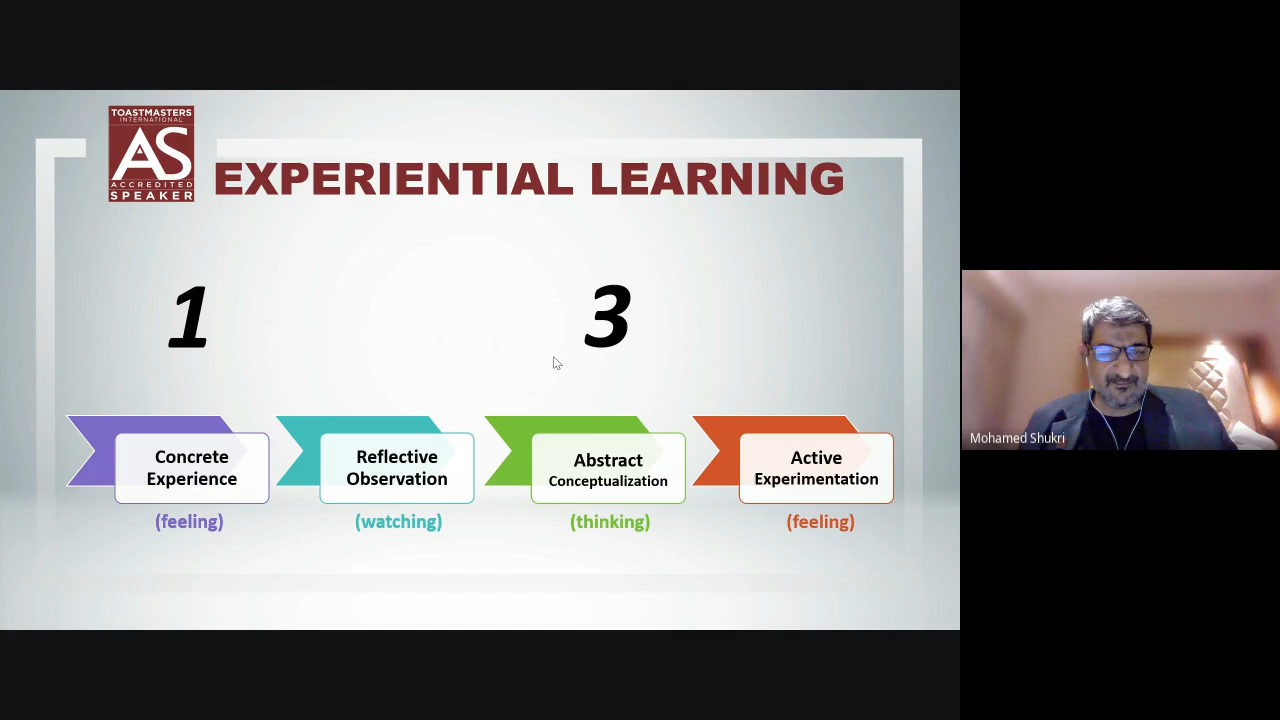 TOASTMASTERS
INTERNATIONAL
AS
ACCREDITED
SPEAKER
EXPERIENTIAL LEARNING
1
3
Concrete
Experience
(feeling)
Reflective
Observation
(watching)
Abstract
Conceptualization
(thinking)
Active
Experimentation
(feeling)
Mohamed Shukri